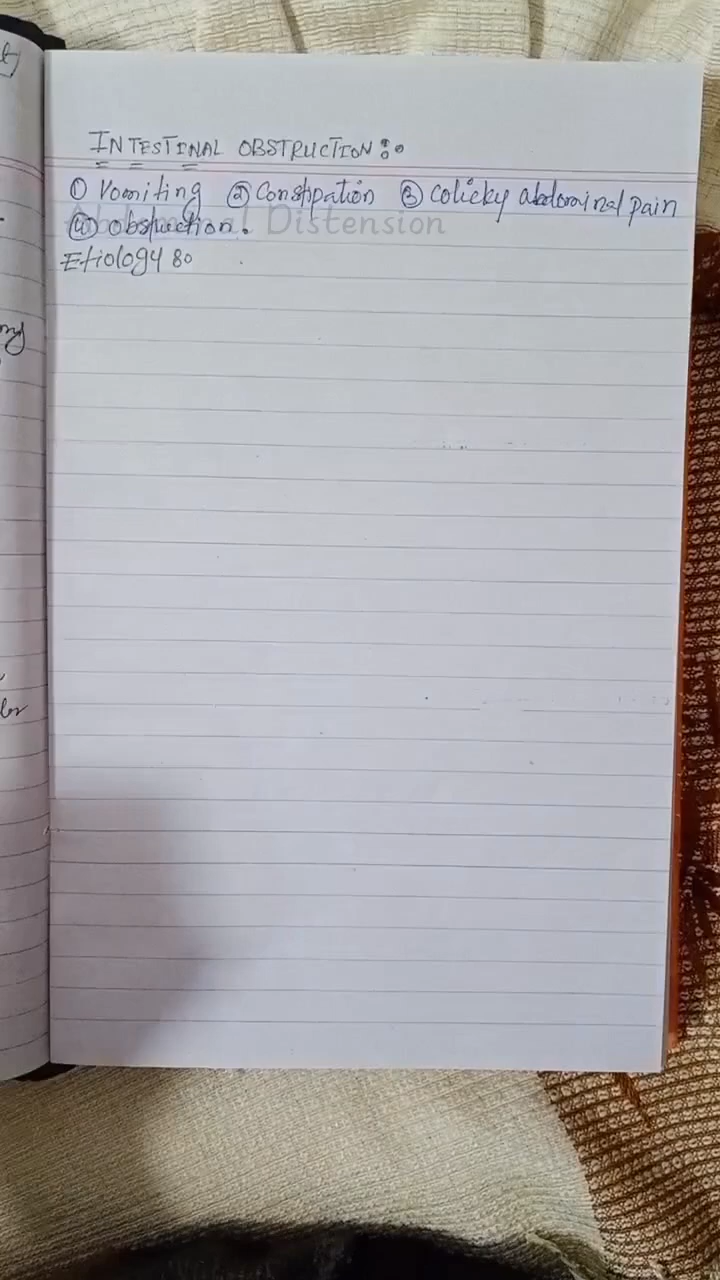 INTESTINAL OBSTRUCTION :-
① Vomiting ② Constipation ③ Colicky abdominal pain
④ obstruction.
Abdominal Distension
Etiology :-